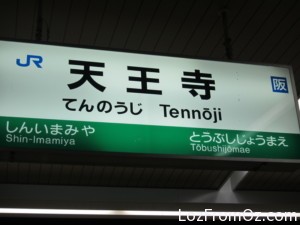 JR 天王寺 阪
てんのうじ Tennōji
しんいまみや とうぶしじょうまえ
Shin-Imamiya Tōbushijōmae
LozFromOz.com